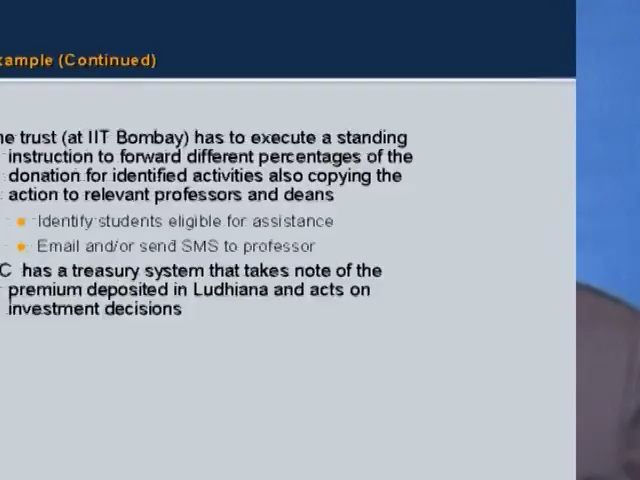 xample (Continued)
he trust (at IIT Bombay) has to execute a standing
instruction to forward different percentages of the
donation for identified activities also copying the
action to relevant professors and deans
Identify students eligible for assistance
Email and/or send SMS to professor
C has a treasury system that takes note of the
premium deposited in Ludhiana and acts on
investment decisions